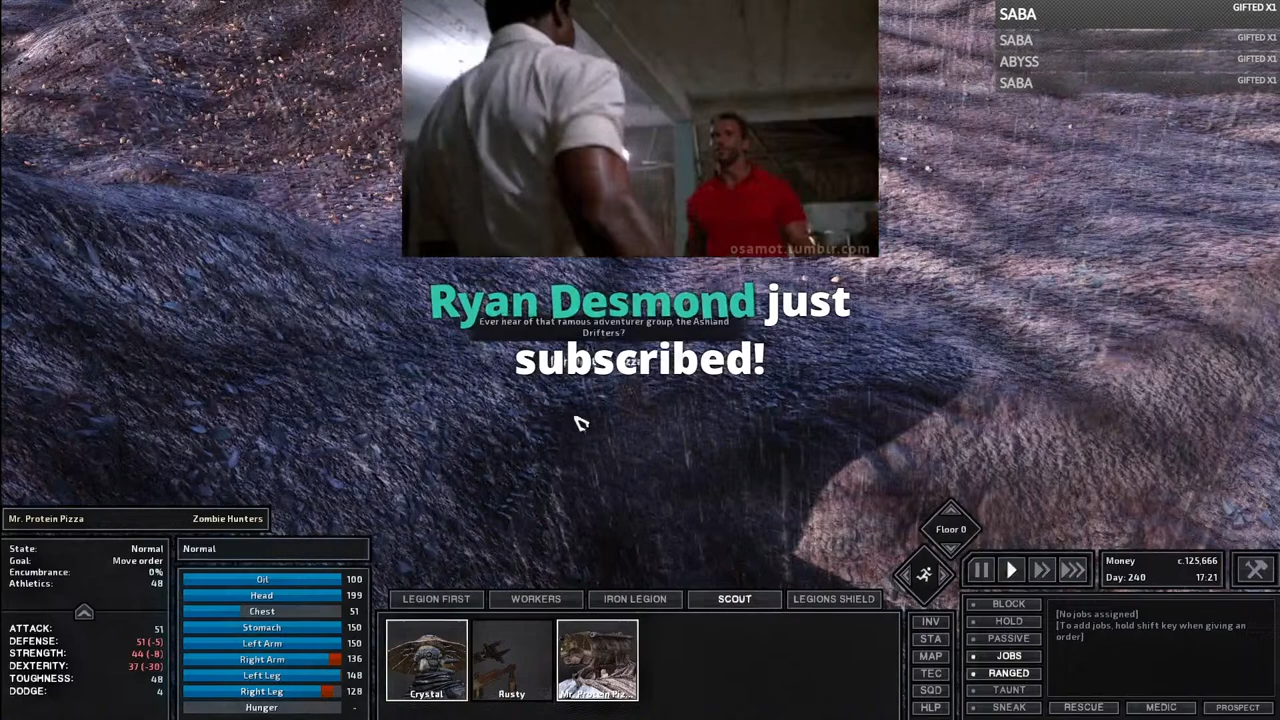 SABA GIFTED X1
SABA GIFTED X1
ABYSS GIFTED X1
SABA GIFTED X1
osamot.tumblr.com
Ryan Desmond just
subscribed!
Ever hear of that famous adventurer group, the Ashland
Drifters?
Floor 0
Mr. Protein Pizza Zombie Hunters
State: Normal
Goal: Move order
Encumbrance: 0%
Athletics: 48
ATTACK: 51
DEFENSE: 51 (-5)
STRENGTH: 44 (-8)
DEXTERITY: 37 (-30)
TOUGHNESS: 48
DODGE: 4
Normal
Oil 100
Head 199
Chest 51
Stomach 150
Left Arm 150
Right Arm 136
Left Leg 148
Right Leg 128
Hunger -
LEGION FIRST WORKERS IRON LEGION SCOUT LEGIONS SHIELD
Crystal Rusty Mr. Protein Piz...
INV
STA
MAP
TEC
SQD
HLP
Money c.125,666
Day: 240 17:21
BLOCK
HOLD
PASSIVE
JOBS
RANGED
TAUNT
SNEAK
[No jobs assigned]
[To add jobs, hold shift key when giving an
order]
RESCUE MEDIC PROSPECT